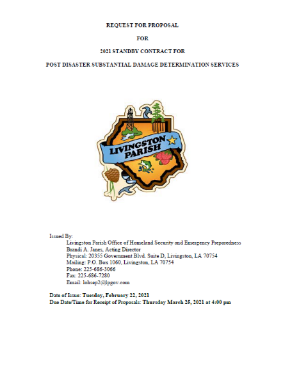 REQUEST FOR PROPOSAL
FOR
2021 STANDBY CONTRACT FOR
POST DISASTER SUBSTANTIAL DAMAGE DETERMINATION SERVICES
LIVINGSTON
PARISH
Issued By:
Livingston Parish Office of Homeland Security and Emergency Preparedness
Brandi A. Janes, Acting Director
Physical: 20355 Government Blvd. Suite D, Livingston, LA 70754
Mailing: P.O. Box 1060, Livingston, LA 70754
Phone: 225-686-3066
Fax: 225-686-7280
Email:
Date of Issue: Tuesday, February 22, 2021
Due Date/Time for Receipt of Proposals: Thursday March 25, 2021 at 4:00 pm